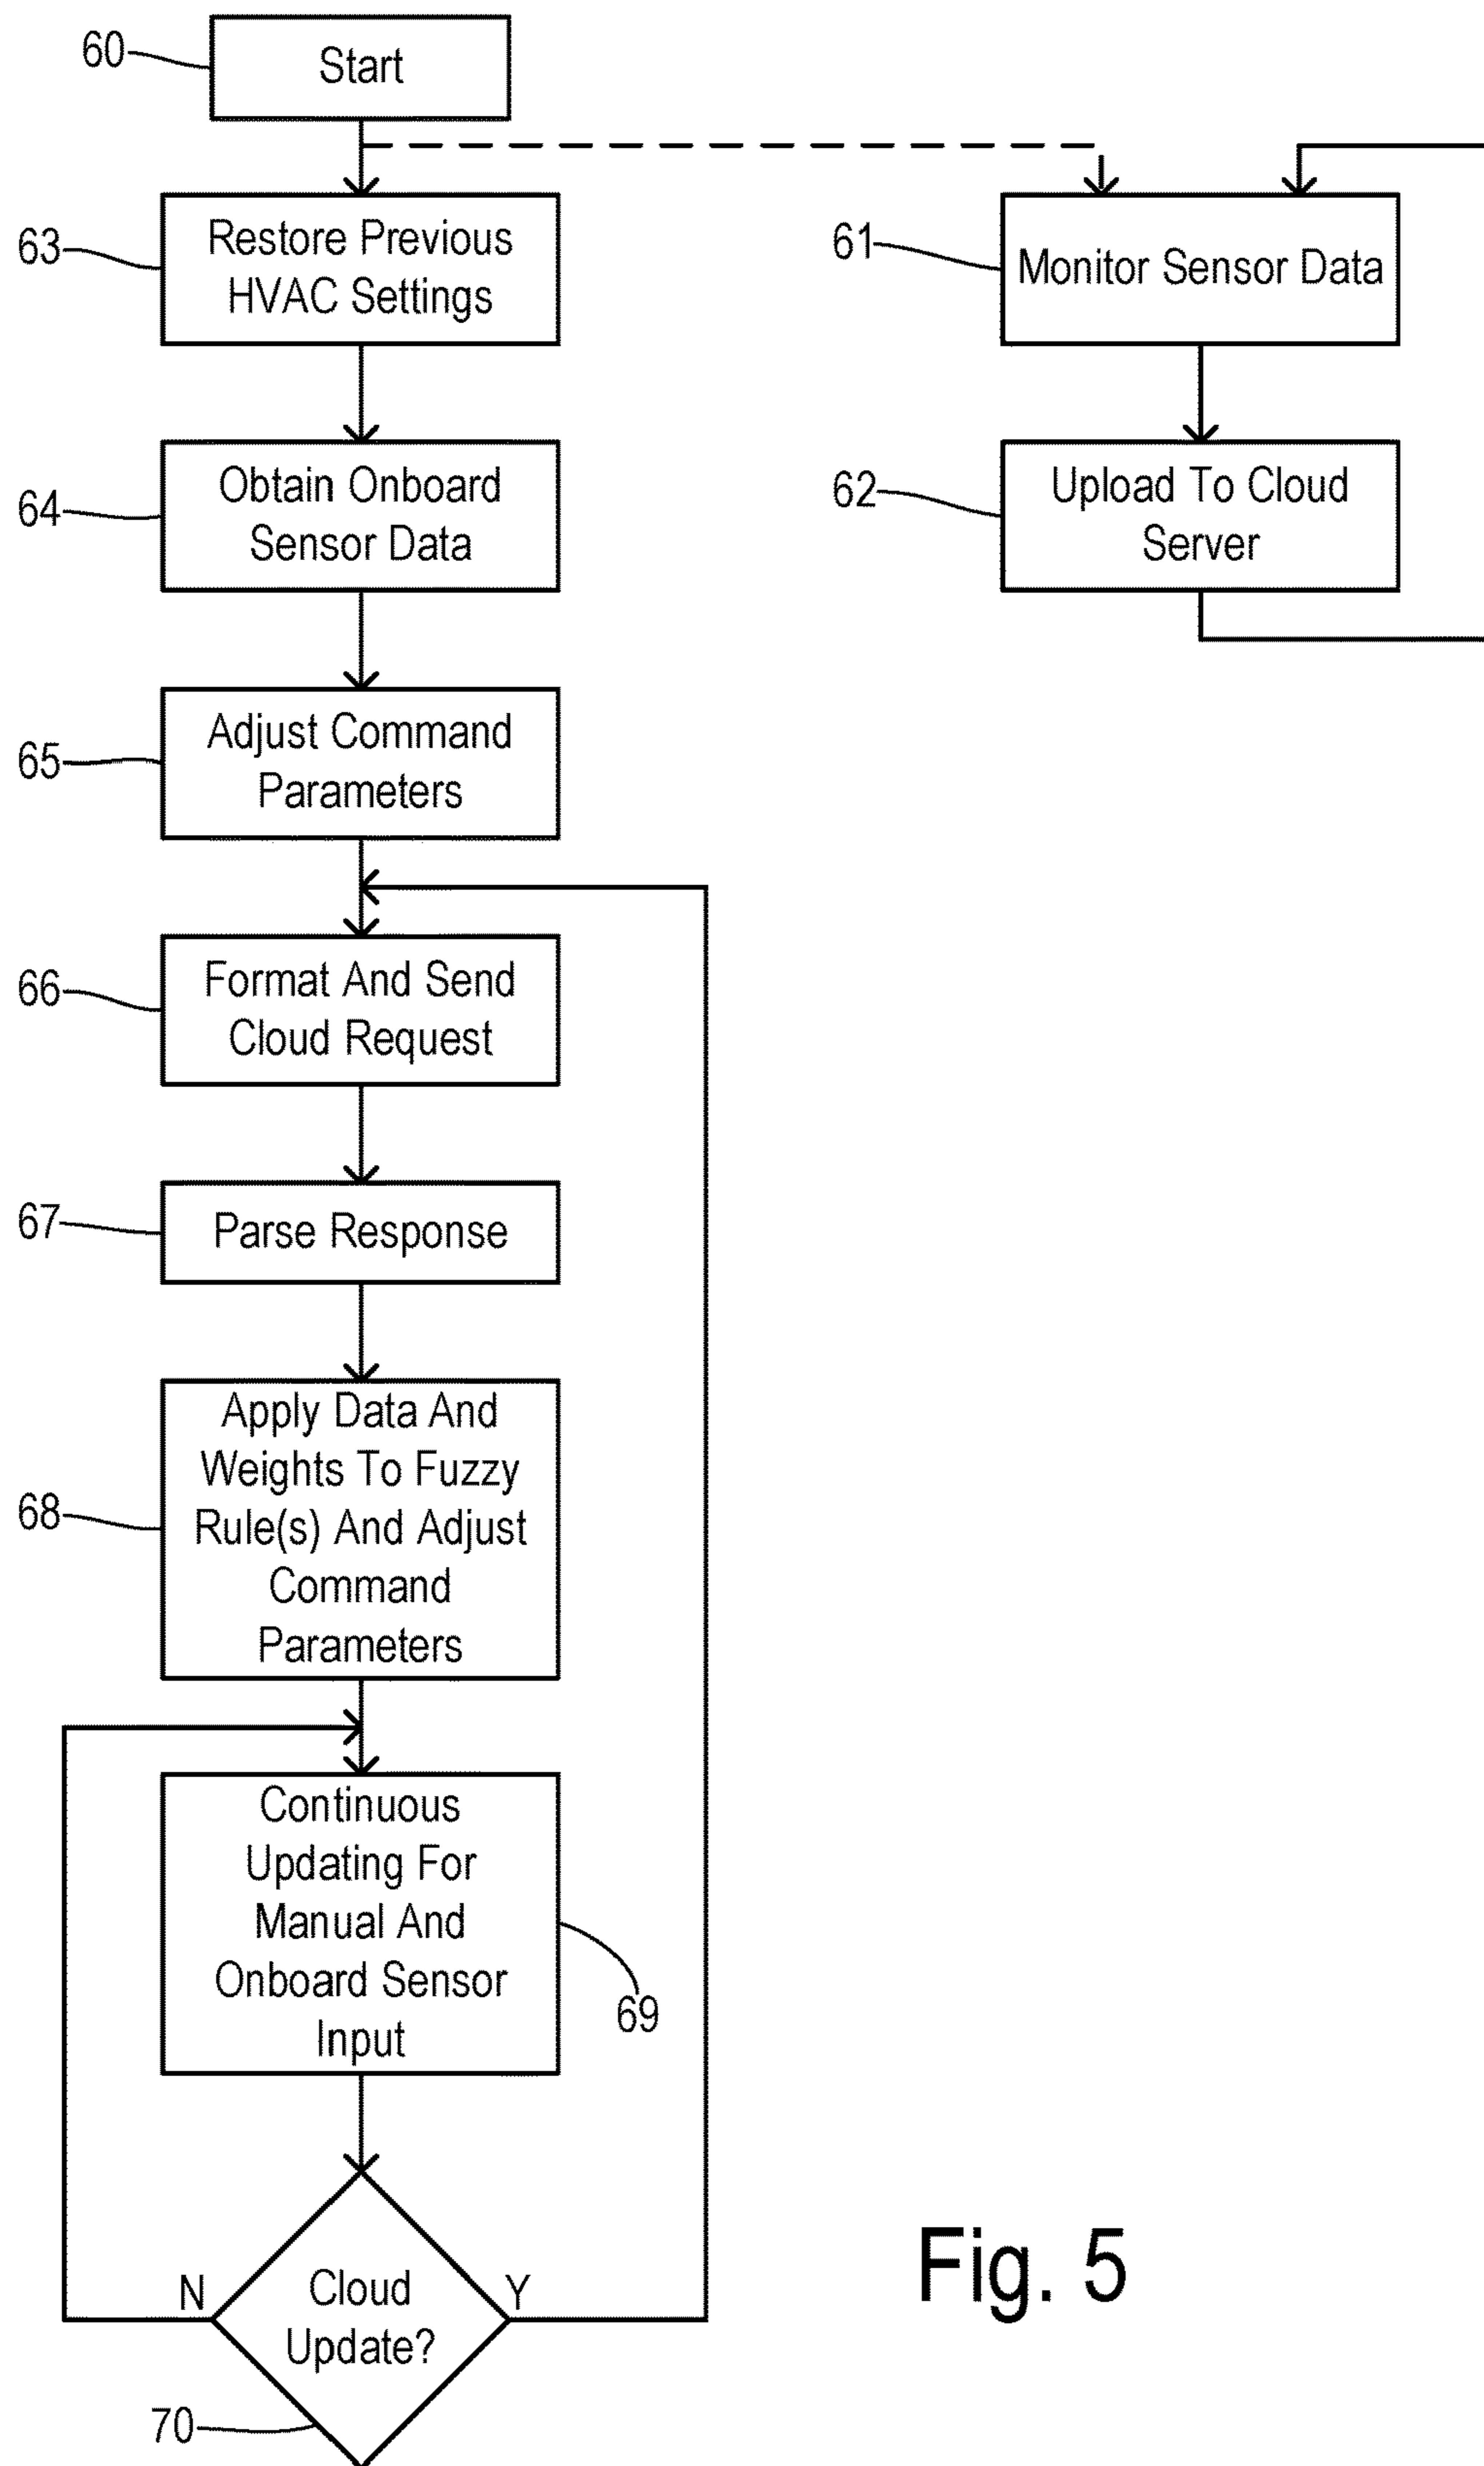 60
Start
63
Restore Previous
HVAC Settings
61
Monitor Sensor Data
64
Obtain Onboard
Sensor Data
62
Upload To Cloud
Server
65
Adjust Command
Parameters
66
Format And Send
Cloud Request
67
Parse Response
68
Apply Data And
Weights To Fuzzy
Rule(s) And Adjust
Command
Parameters
Continuous
Updating For
Manual And
Onboard Sensor
Input
69
N
Cloud
Update?
Y
70
Fig. 5